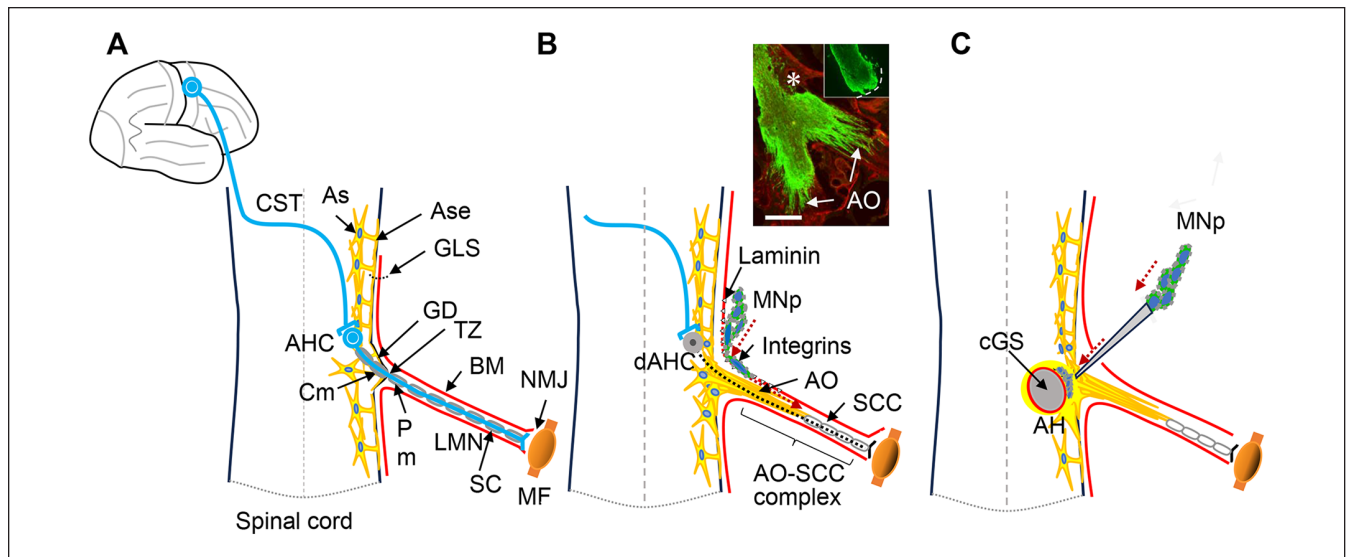 A
CST
As
Ase
GLS
GD
TZ
AHC
BM
NMJ
Cm
P
m
LMN
SC
MF
Spinal cord
B
*
AO
Laminin
MNp
Integrins
dAHC
AO
SCC
AO-SCC
complex
C
MNp
cGS
AH